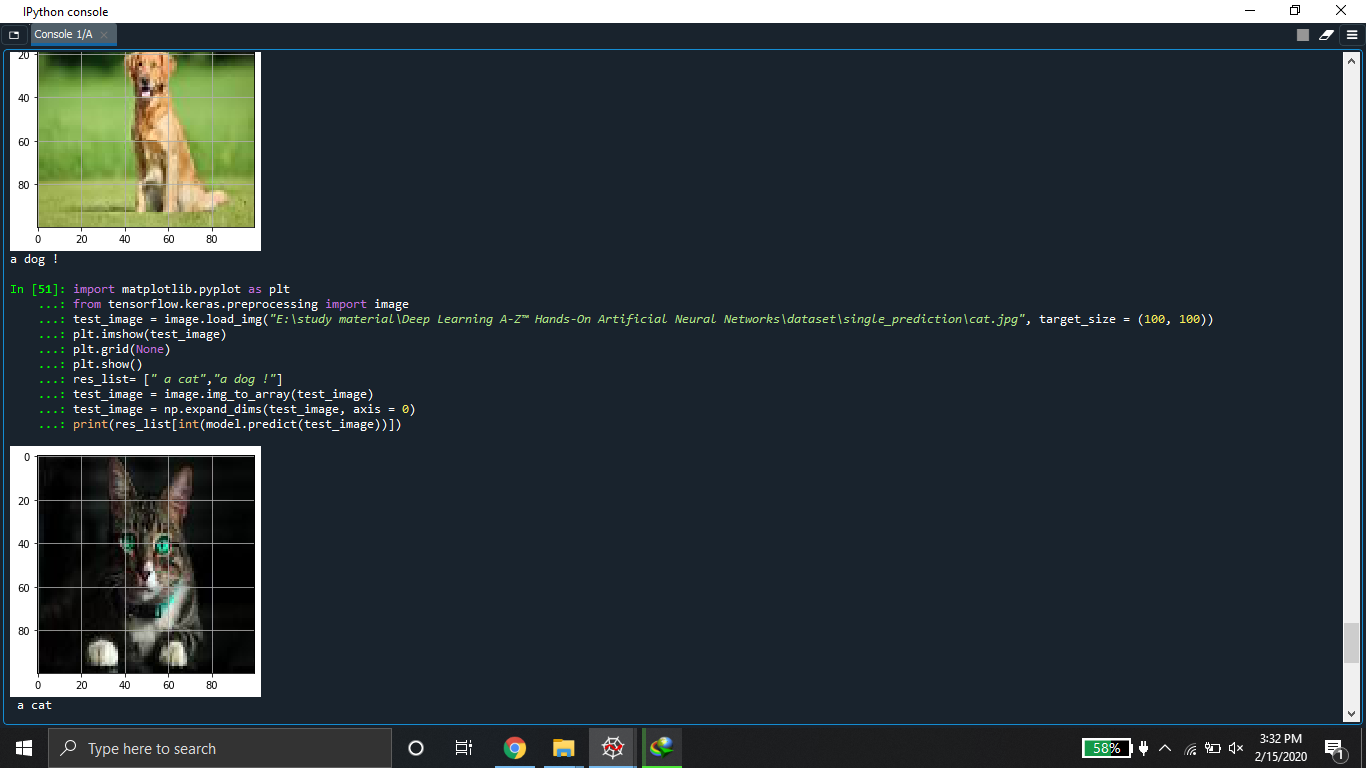 IPython console
Console 1/A
20
40
60
80
0 20 40 60 80
a dog !
In [51]: import matplotlib.pyplot as plt
...: from tensorflow.keras.preprocessing import image
...: test_image = image.load_img("E:\study material\Deep Learning A-Z™ Hands-On Artificial Neural Networks\dataset\single_prediction\cat.jpg", target_size = (100, 100))
...: plt.imshow(test_image)
...: plt.grid(None)
...: plt.show()
...: res_list= [" a cat","a dog !"]
...: test_image = image.img_to_array(test_image)
...: test_image = np.expand_dims(test_image, axis = 0)
...: print(res_list[int(model.predict(test_image))])
0
20
40
60
80
0 20 40 60 80
a cat
Type here to search
58%
3:32 PM
2/15/2020
1